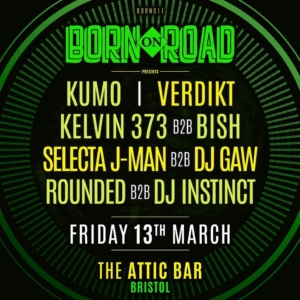 BORN011
BORN ON ROAD
PRESENTS
KUMO | VERDIKT
KELVIN 373 B2B BISH
SELECTA J-MAN B2B DJ GAW
ROUNDED B2B DJ INSTINCT
FRIDAY 13TH MARCH
THE ATTIC BAR
BRISTOL